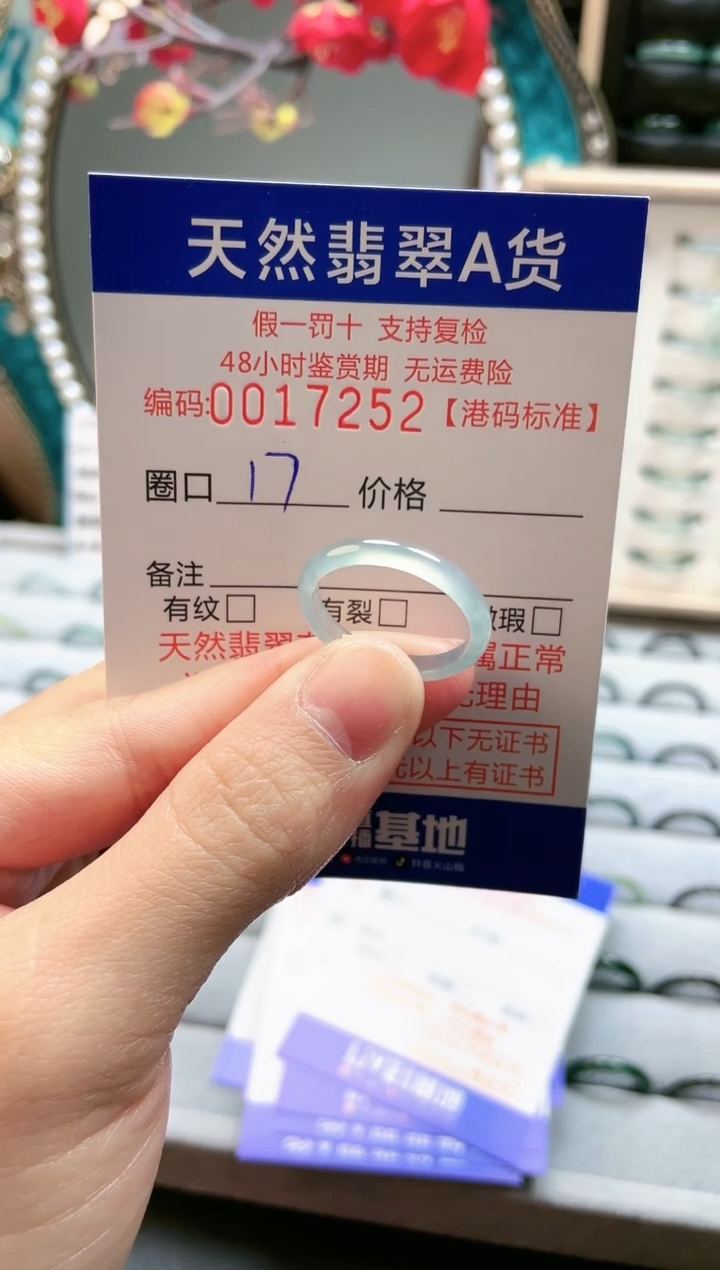 天然翡翠A货
假一罚十 支持复检
48小时鉴赏期 无运费险
编码:0017252【港码标准】
圈口 17 价格
备注
有纹□ 有裂□ 瑕□
天然翡翠 属正常
理由
以下无证书
以上有证书
播基地